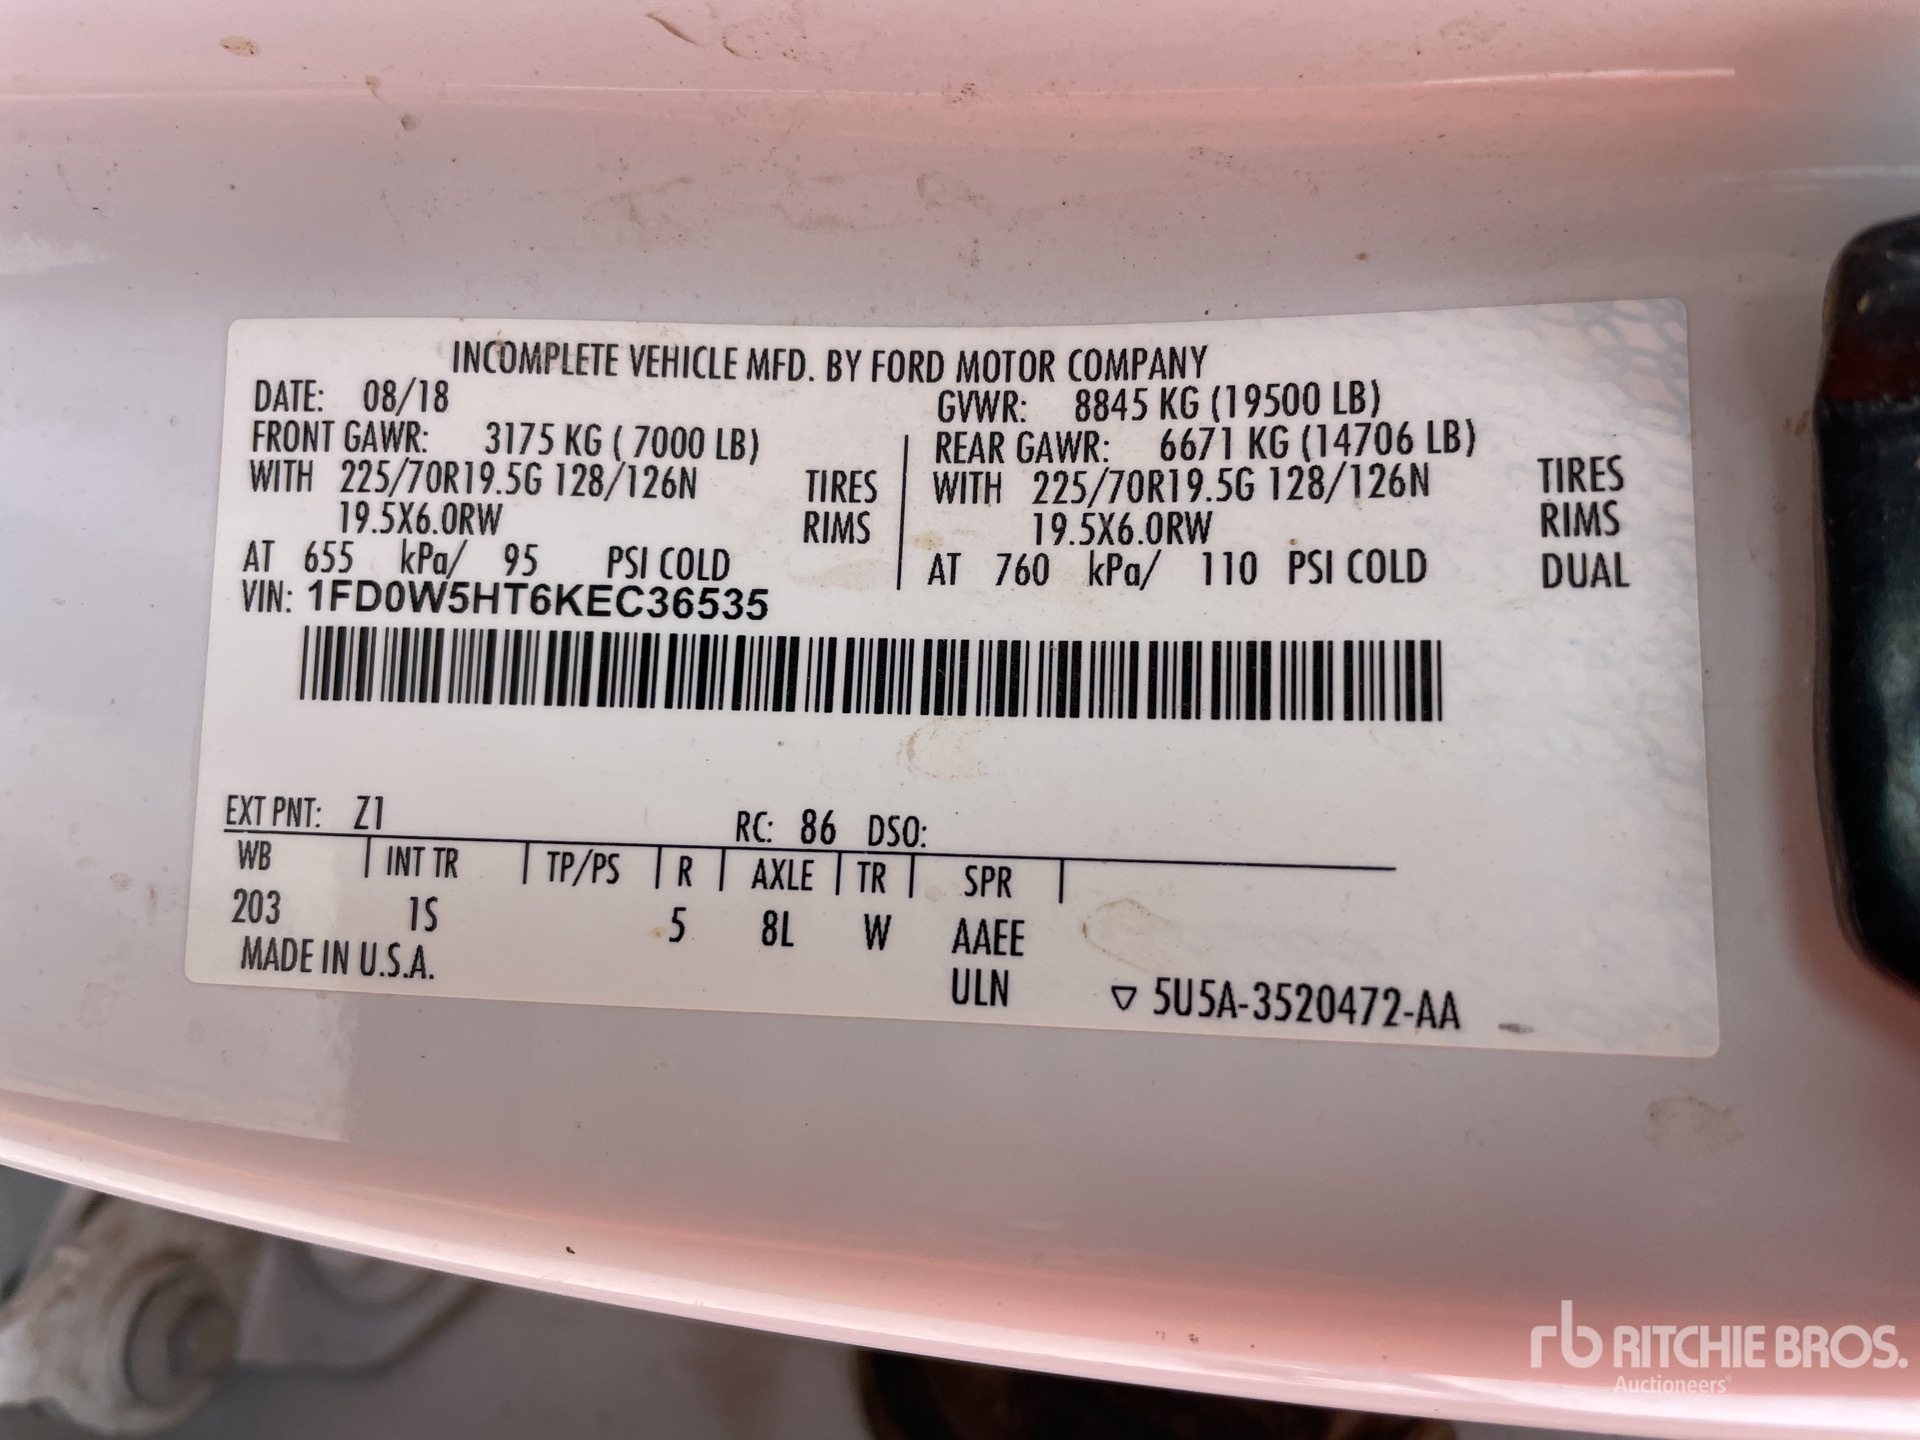 INCOMPLETE VEHICLE MFD. BY FORD MOTOR COMPANY
DATE: 08/18 GVWR: 8845 KG (19500 LB)
FRONT GAWR: 3175 KG ( 7000 LB) REAR GAWR: 6671 KG (14706 LB)
WITH 225/70R19.5G 128/126N TIRES WITH 225/70R19.5G 128/126N TIRES
19.5X6.0RW RIMS 19.5X6.0RW RIMS
AT 655 kPa/ 95 PSI COLD AT 760 kPa/ 110 PSI COLD DUAL
VIN: 1FD0W5HT6KEC36535
EXT PNT: Z1 RC: 86 DSO:
WB INT TR TP/PS R AXLE TR SPR
203 1S 5 8L W AAEE
MADE IN U.S.A. ULN ▽ 5U5A-3520472-AA
rb RITCHIE BROS.
Auctioneers